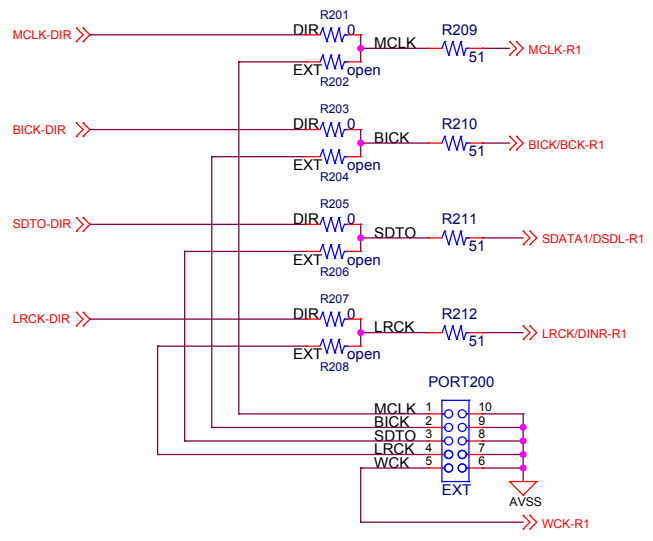 R201
MCLK-DIR DIR 0 MCLK R209 51 MCLK-R1
EXT open
R202
R203
BICK-DIR DIR 0 BICK R210 51 BICK/BCK-R1
EXT open
R204
R205
SDTO-DIR DIR 0 SDTO R211 51 SDATA1/DSDL-R1
EXT open
R206
R207
LRCK-DIR DIR 0 LRCK R212 51 LRCK/DINR-R1
EXT open
R208
PORT200
MCLK 1 10
BICK 2 9
SDTO 3 8
LRCK 4 7
WCK 5 6
EXT
AVSS
WCK-R1